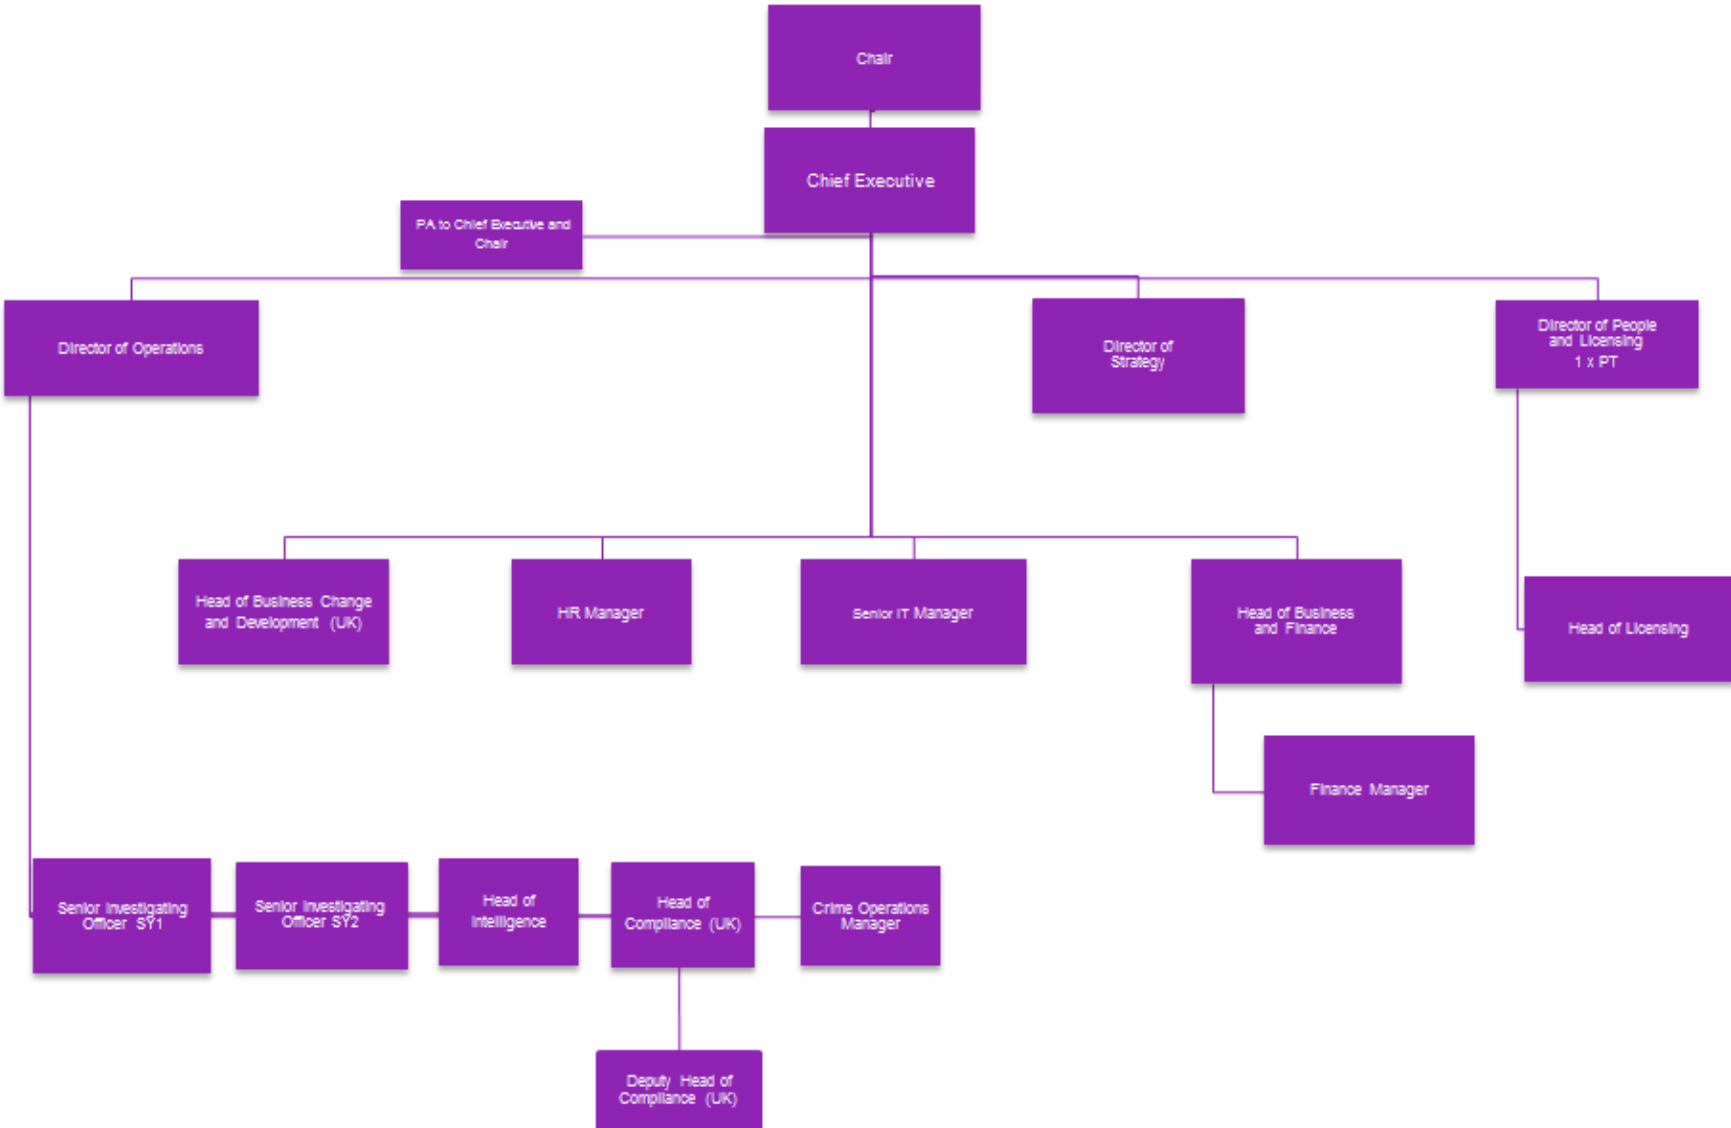 Chair
Chief Executive
PA to Chief Executive and
Chair
Director of Operations
Director of
Strategy
Director of People
and Licensing
1 x PT
Head of Business Change
and Development (UK)
HR Manager
Senior IT Manager
Head of Business
and Finance
Head of Licensing
Finance Manager
Senior Investigating
Officer SY1
Senior Investigating
Officer SY2
Head of
Intelligence
Head of
Compliance (UK)
Crime Operations
Manager
Deputy Head of
Compliance (UK)